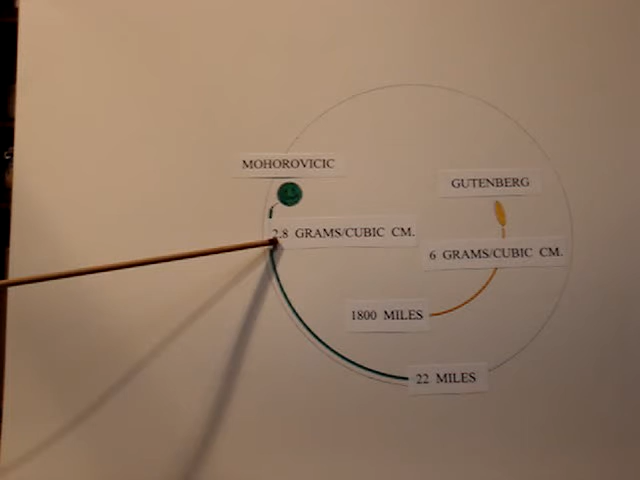 MOHOROVICIC
GUTENBERG
2.8 GRAMS/CUBIC CM.
6 GRAMS/CUBIC CM.
1800 MILES
22 MILES